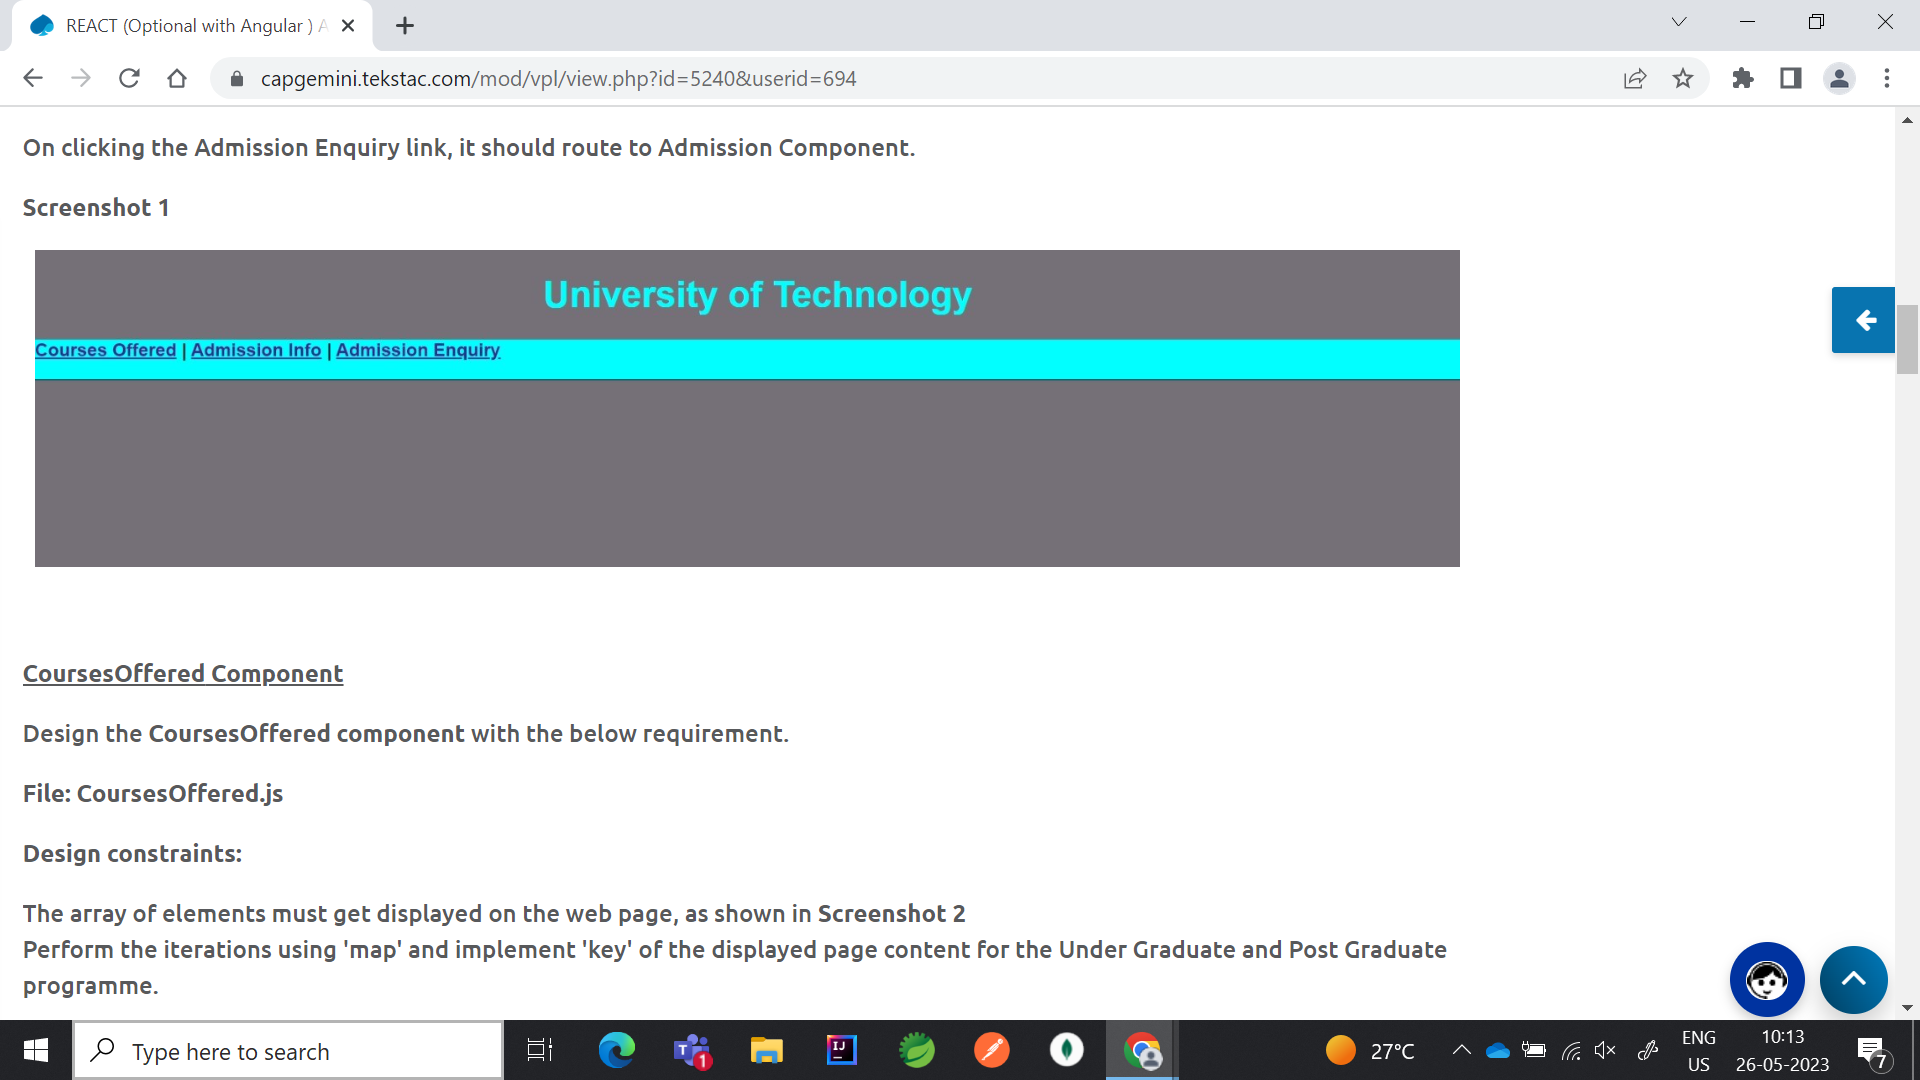 REACT (Optional with Angular ) A
capgemini.tekstac.com/mod/vpl/view.php?id=5240&userid=694
On clicking the Admission Enquiry link, it should route to Admission Component.
Screenshot 1
University of Technology
Courses Offered | Admission Info | Admission Enquiry
CoursesOffered Component
Design the CoursesOffered component with the below requirement.
File: CoursesOffered.js
Design constraints:
The array of elements must get displayed on the web page, as shown in Screenshot 2
Perform the iterations using 'map' and implement 'key' of the displayed page content for the Under Graduate and Post Graduate
programme.
Type here to search
T
1
IJ
27°C
ENG
US
10:13
26-05-2023
7